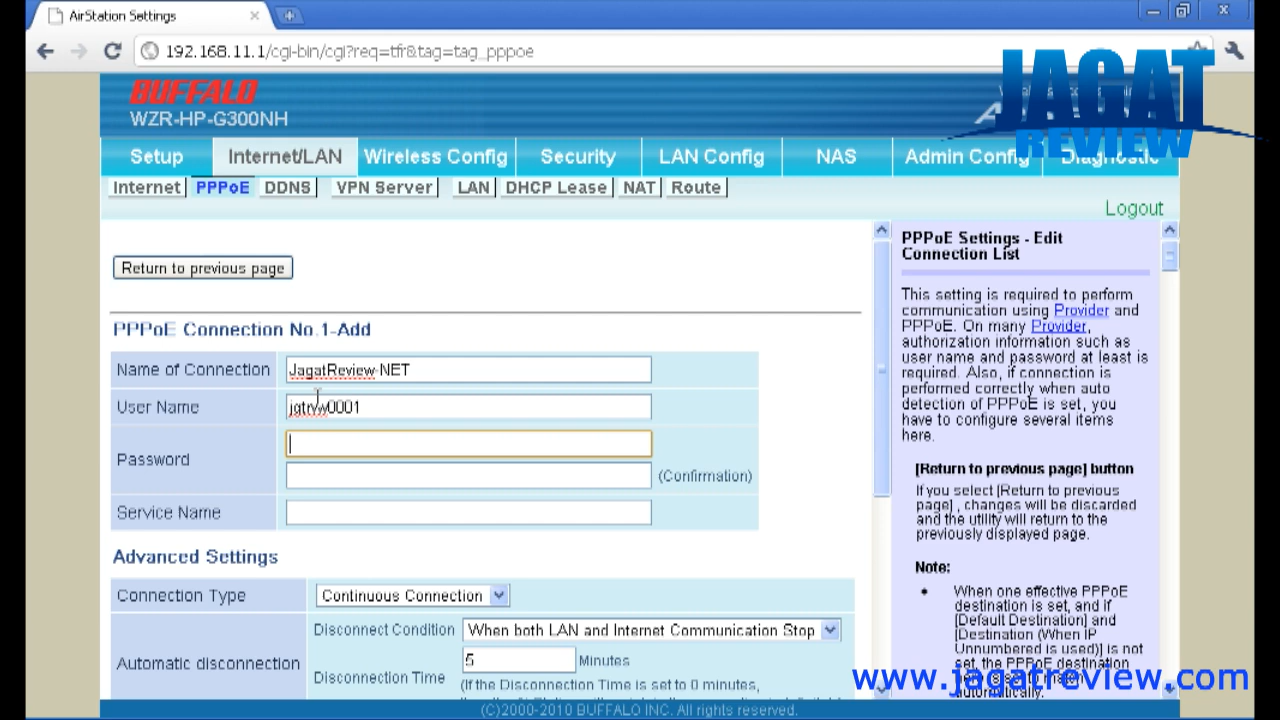 AirStation Settings
192.168.11.1/cgi-bin/cgi?req=tfr&tag=tag_pppoe
JAGAT
REVIEW
BUFFALO
WZR-HP-G300NH
Setup Internet/LAN Wireless Config Security LAN Config NAS Admin Config Diagnostic
Internet PPPoE DDNS VPN Server LAN DHCP Lease NAT Route
Logout
Return to previous page
PPPoE Connection No.1-Add
Name of Connection JagatReview-NET
User Name jgtrvw0001
Password
(Confirmation)
Service Name
Advanced Settings
Connection Type Continuous Connection
Automatic disconnection
Disconnect Condition When both LAN and Internet Communication Stop
Disconnection Time 5 Minutes
(If the Disconnection Time is set to 0 minutes,
PPPoE Settings - Edit
Connection List
This setting is required to perform
communication using Provider and
PPPoE. On many Provider,
authorization information such as
user name and password at least is
required. Also, if connection is
performed correctly when auto
detection of PPPoE is set, you
have to configure several items
here.
[Return to previous page] button
If you select [Return to previous
page] , changes will be discarded
and the utility will return to the
previously displayed page.
Note:
• When one effective PPPoE
destination is set, and if
[Default Destination] and
[Destination (When IP
Unnumbered is used)] is not
set, the PPPoE destination
automatically.
www.jagatreview.com
(C)2000-2010 BUFFALO INC. All rights reserved.